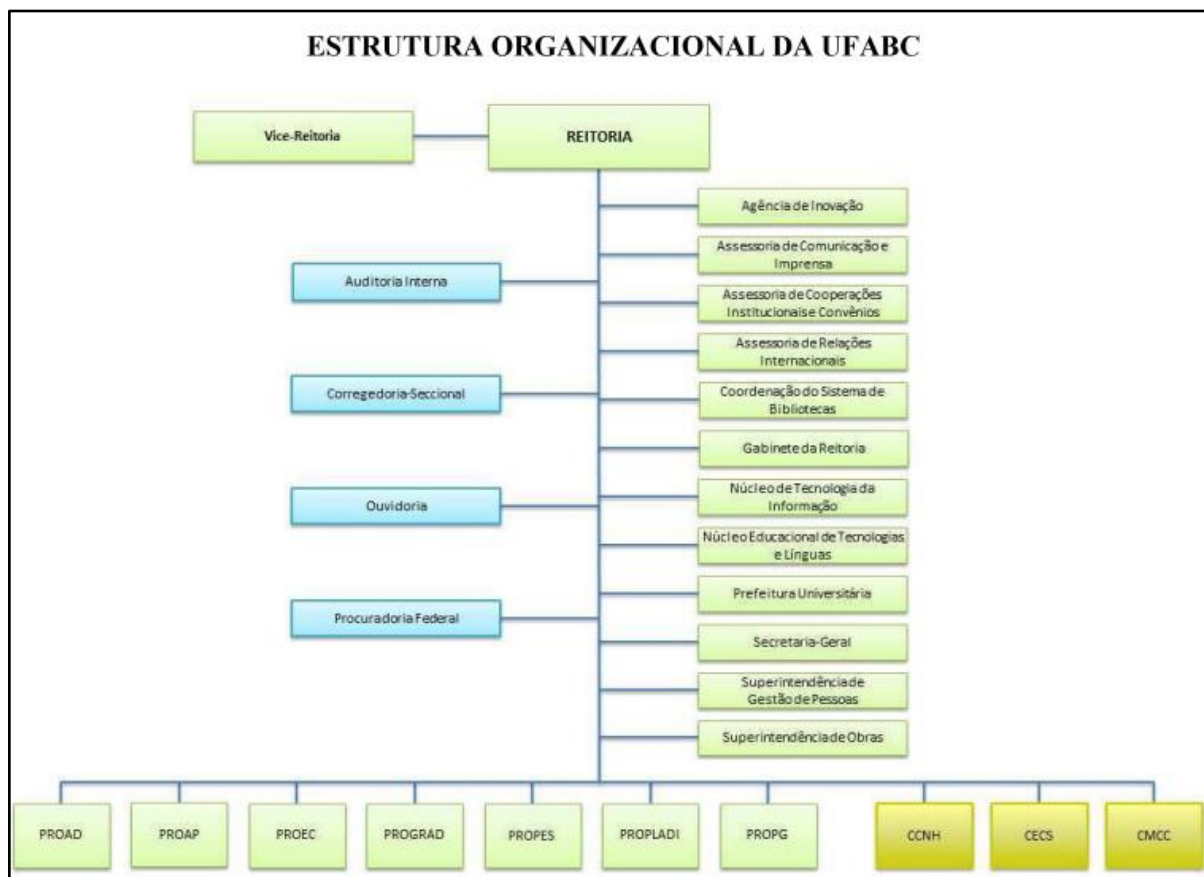 ESTRUTURA ORGANIZACIONAL DA UFABC
Vice-Reitoria
REITORIA
Agência de Inovação
Assessoria de Comunicação e
Imprensa
Auditoria Interna
Assessoria de Cooperações
Institucionais e Convênios
Assessoria de Relações
Internacionais
Corregedoria-Seccional
Coordenação do Sistema de
Bibliotecas
Gabinete da Reitoria
Ouvidoria
Núcleo de Tecnologia da
Informação
Núcleo Educacional de Tecnologias
e Línguas
Prefeitura Universitária
Procuradoria Federal
Secretaria-Geral
Superintendência de
Gestão de Pessoas
Superintendência de Obras
PROAD
PROAP
PROEC
PROGRAD
PROPES
PROPLADI
PROPG
CCNH
CECS
CMCC